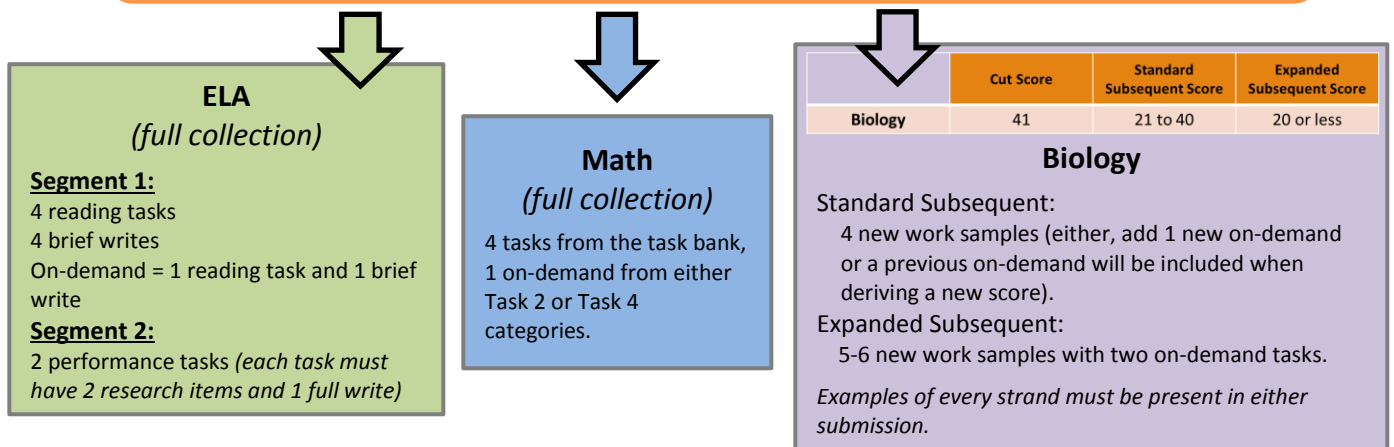 ELA
(full collection)
Segment 1:
4 reading tasks
4 brief writes
On-demand = 1 reading task and 1 brief
write
Segment 2:
2 performance tasks (each task must
have 2 research items and 1 full write)
Math
(full collection)
4 tasks from the task bank,
1 on-demand from either
Task 2 or Task 4
categories.
Cut Score Standard Subsequent Score Expanded Subsequent Score
Biology 41 21 to 40 20 or less
Biology
Standard Subsequent:
4 new work samples (either, add 1 new on-demand
or a previous on-demand will be included when
deriving a new score).
Expanded Subsequent:
5-6 new work samples with two on-demand tasks.
Examples of every strand must be present in either
submission.